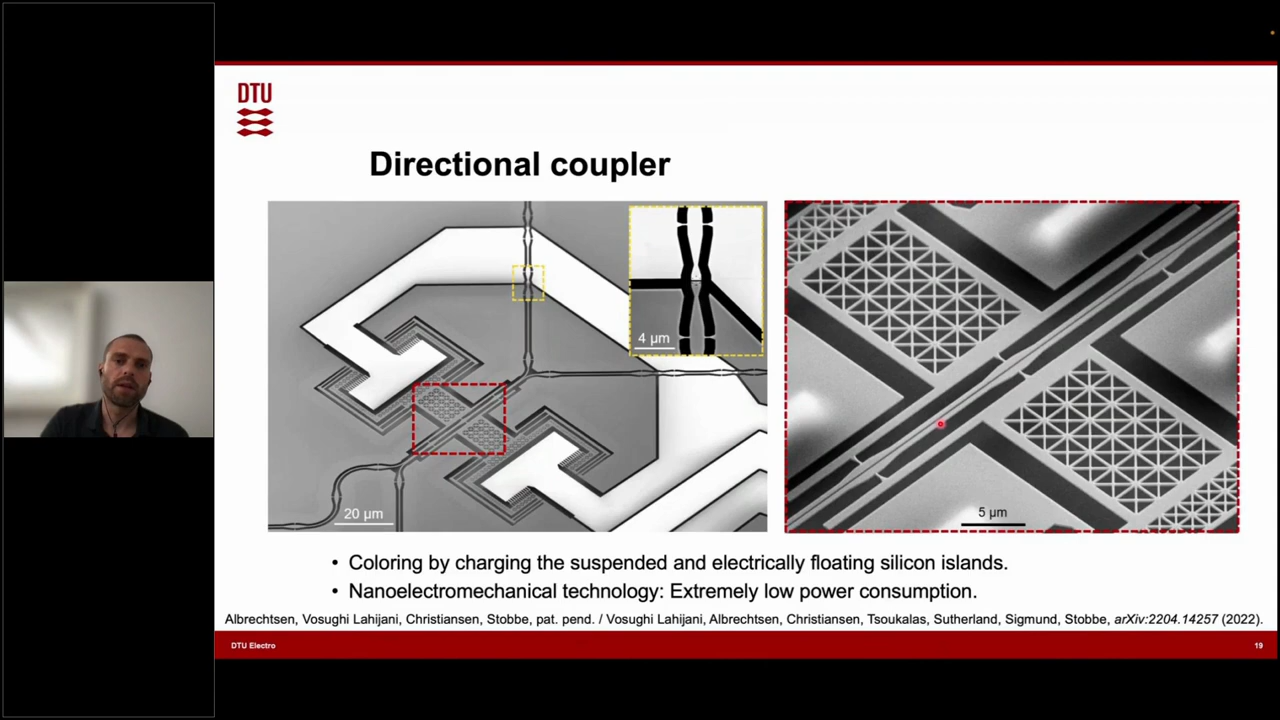 DTU
Directional coupler
4 µm
20 µm
5 µm
• Coloring by charging the suspended and electrically floating silicon islands.
• Nanoelectromechanical technology: Extremely low power consumption.
Albrechtsen, Vosughi Lahijani, Christiansen, Stobbe, pat. pend. / Vosughi Lahijani, Albrechtsen, Christiansen, Tsoukalas, Sutherland, Sigmund, Stobbe, arXiv:2204.14257 (2022).
DTU Electro
19